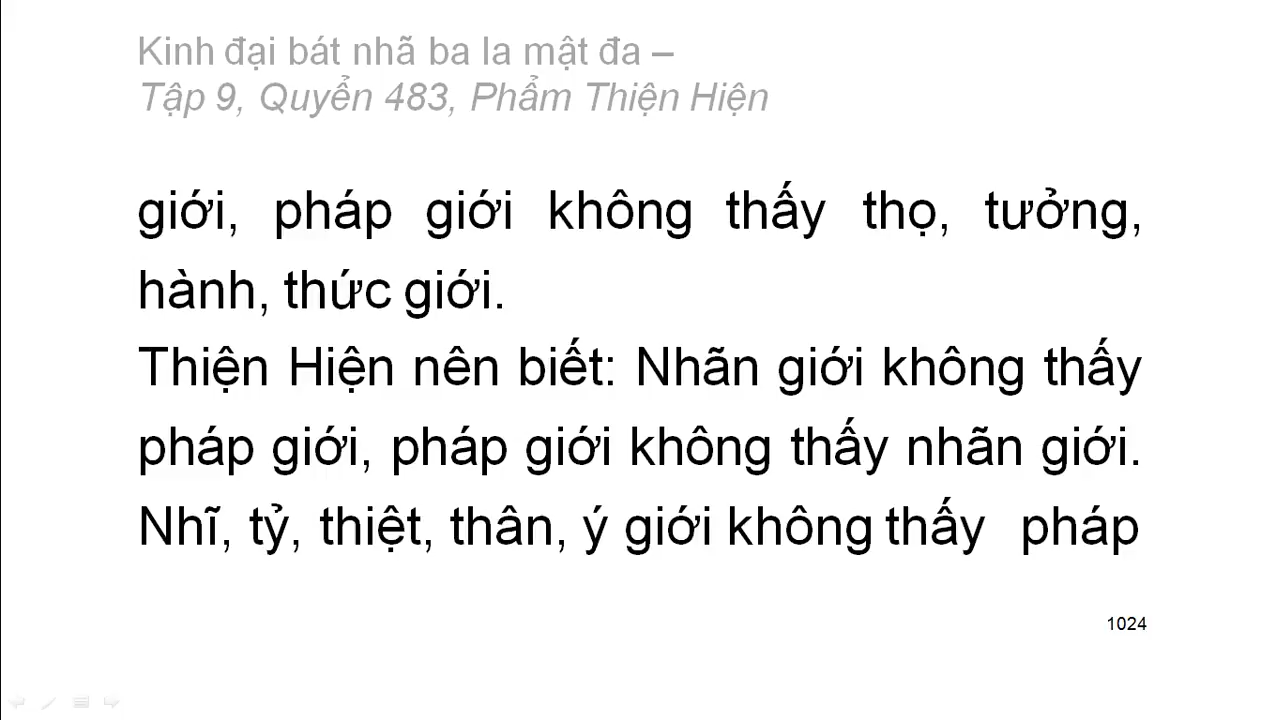 Kinh đại bát nhã ba la mật đa –
Tập 9, Quyển 483, Phẩm Thiện Hiện
giới, pháp giới không thấy thọ, tưởng,
hành, thức giới.
Thiện Hiện nên biết: Nhãn giới không thấy
pháp giới, pháp giới không thấy nhãn giới.
Nhĩ, tỷ, thiệt, thân, ý giới không thấy pháp
1024